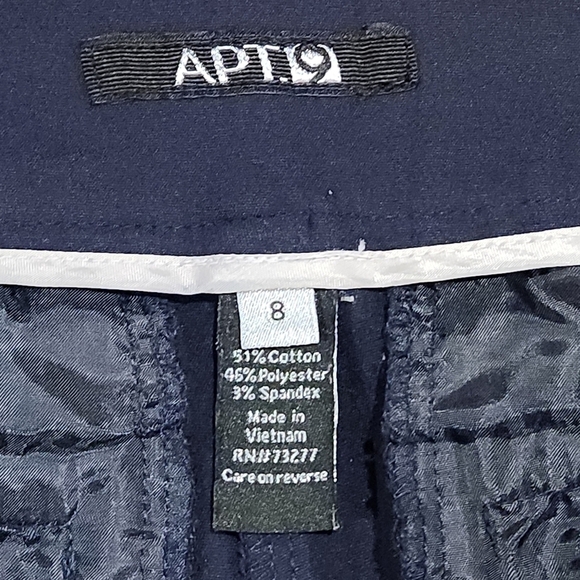 APT.9
8
51% Cotton
46% Polyester
3% Spandex
Made in
Vietnam
RN#73277
Care on reverse